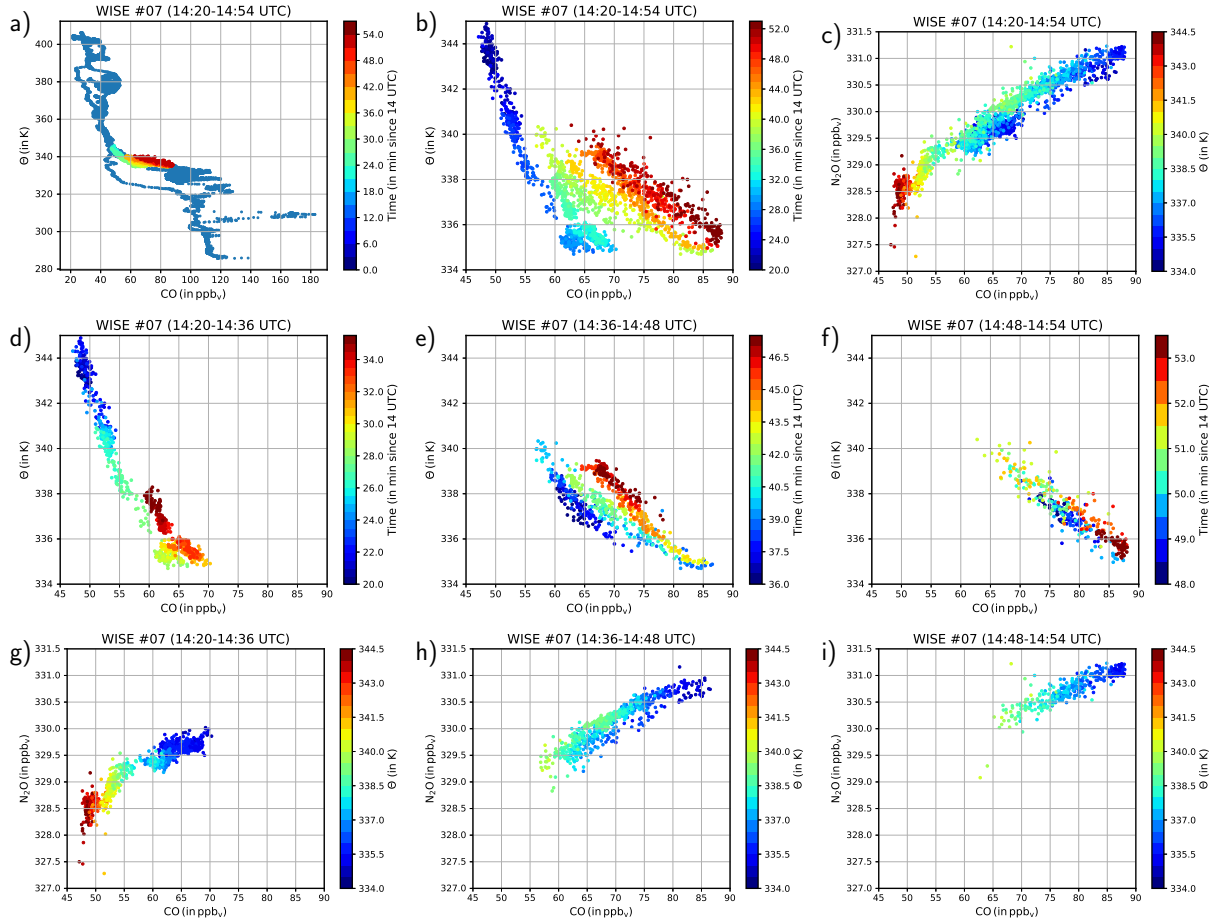 a)
WISE #07 (14:20-14:54 UTC)
400
380
360
340
320
300
280
20 40 60 80 100 120 140 160 180
Θ (in K)
CO (in ppbv)
54.0
48.0
42.0
36.0
30.0
24.0
18.0
12.0
6.0
0.0
Time (in min since 14 UTC)
b)
WISE #07 (14:20-14:54 UTC)
344
342
340
338
336
334
45 50 55 60 65 70 75 80 85 90
Θ (in K)
CO (in ppbv)
52.0
48.0
44.0
40.0
36.0
32.0
28.0
24.0
20.0
Time (in min since 14 UTC)
c)
WISE #07 (14:20-14:54 UTC)
331.5
331.0
330.5
330.0
329.5
329.0
328.5
328.0
327.5
327.0
45 50 55 60 65 70 75 80 85 90
N2O (in ppbv)
CO (in ppbv)
344.5
343.0
341.5
340.0
338.5
337.0
335.5
334.0
Θ (in K)
d)
WISE #07 (14:20-14:36 UTC)
344
342
340
338
336
334
45 50 55 60 65 70 75 80 85 90
Θ (in K)
CO (in ppbv)
34.0
32.0
30.0
28.0
26.0
24.0
22.0
20.0
Time (in min since 14 UTC)
e)
WISE #07 (14:36-14:48 UTC)
344
342
340
338
336
334
45 50 55 60 65 70 75 80 85 90
Θ (in K)
CO (in ppbv)
46.5
45.0
43.5
42.0
40.5
39.0
37.5
36.0
Time (in min since 14 UTC)
f)
WISE #07 (14:48-14:54 UTC)
344
342
340
338
336
334
45 50 55 60 65 70 75 80 85 90
Θ (in K)
CO (in ppbv)
53.0
52.0
51.0
50.0
49.0
48.0
Time (in min since 14 UTC)
g)
WISE #07 (14:20-14:36 UTC)
331.5
331.0
330.5
330.0
329.5
329.0
328.5
328.0
327.5
327.0
45 50 55 60 65 70 75 80 85 90
N2O (in ppbv)
CO (in ppbv)
344.5
343.0
341.5
340.0
338.5
337.0
335.5
334.0
Θ (in K)
h)
WISE #07 (14:36-14:48 UTC)
331.5
331.0
330.5
330.0
329.5
329.0
328.5
328.0
327.5
327.0
45 50 55 60 65 70 75 80 85 90
N2O (in ppbv)
CO (in ppbv)
344.5
343.0
341.5
340.0
338.5
337.0
335.5
334.0
Θ (in K)
i)
WISE #07 (14:48-14:54 UTC)
331.5
331.0
330.5
330.0
329.5
329.0
328.5
328.0
327.5
327.0
45 50 55 60 65 70 75 80 85 90
N2O (in ppbv)
CO (in ppbv)
344.5
343.0
341.5
340.0
338.5
337.0
335.5
334.0
Θ (in K)